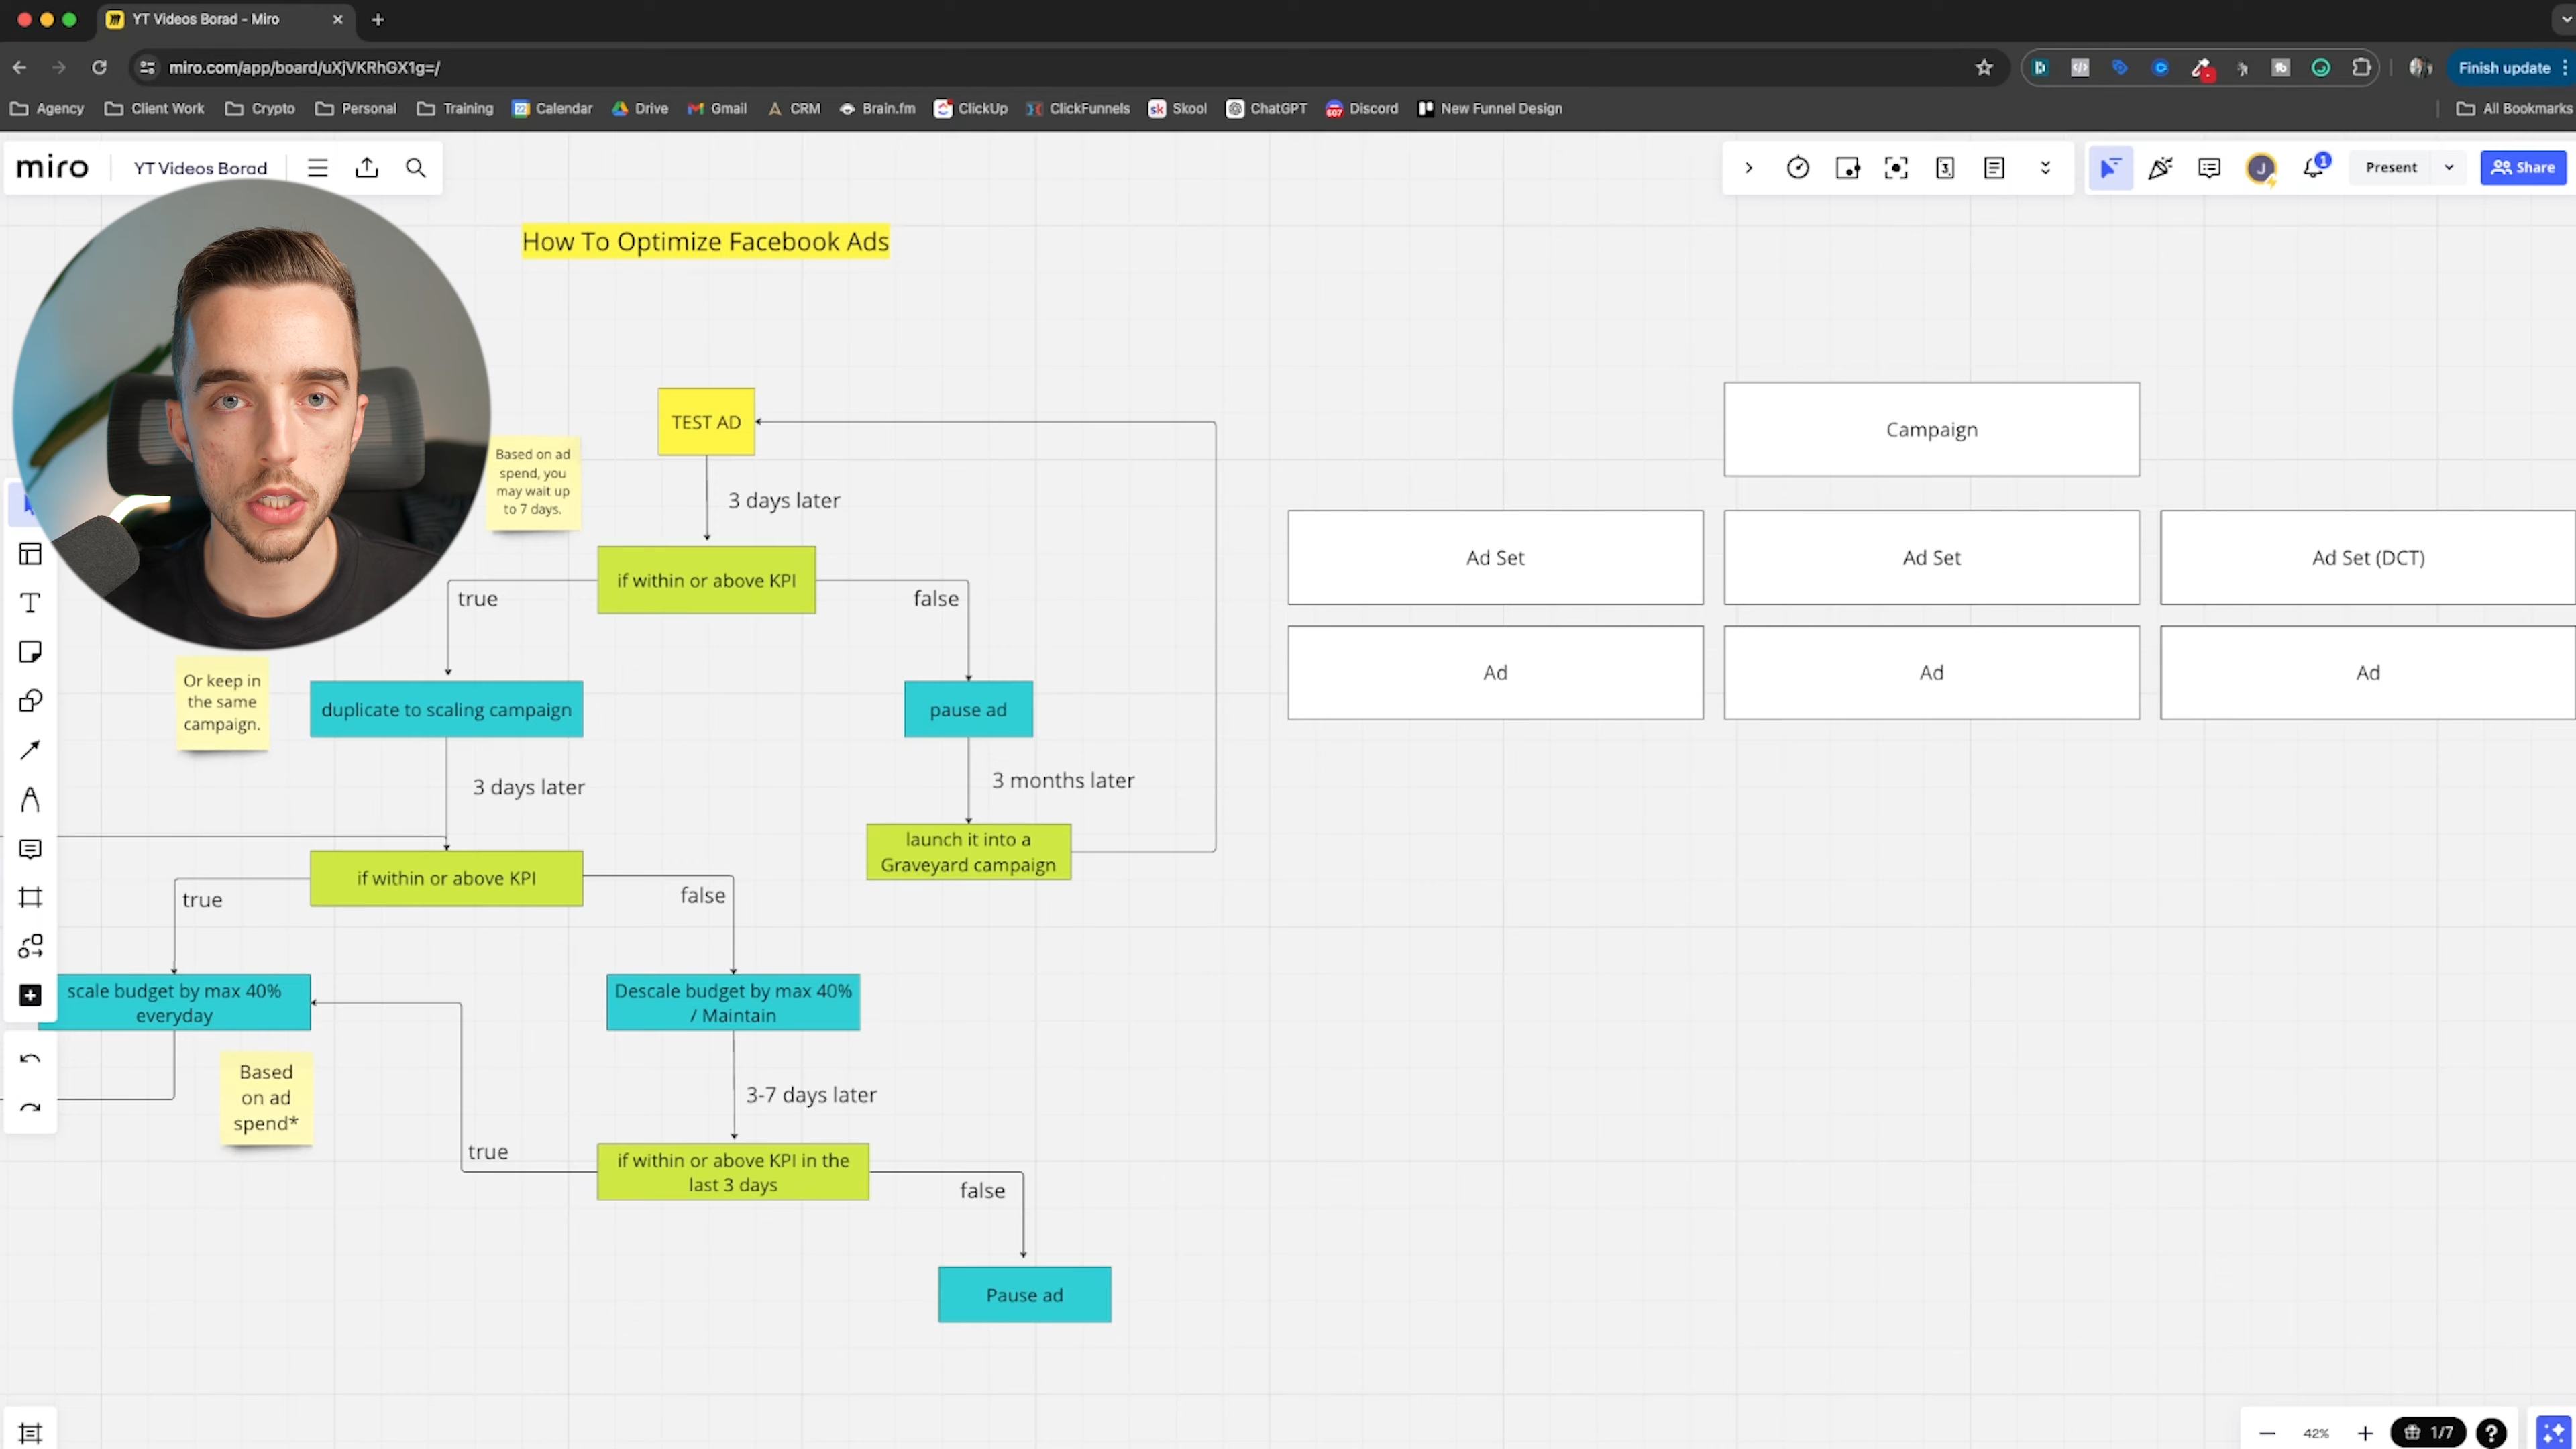 YT Videos Borad - Miro
miro.com/app/board/uXjVKRhGX1g=/
Finish update
Agency
Client Work
Crypto
Personal
Training
Calendar
Drive
Gmail
CRM
Brain.fm
ClickUp
ClickFunnels
Skool
ChatGPT
Discord
New Funnel Design
All Bookmarks
miro
YT Videos Borad
J
1
Present
Share
How To Optimize Facebook Ads
TEST AD
Based on ad
spend, you
may wait up
to 7 days.
3 days later
if within or above KPI
true
false
Or keep in
the same
campaign.
duplicate to scaling campaign
pause ad
3 days later
3 months later
launch it into a
Graveyard campaign
if within or above KPI
true
false
scale budget by max 40%
everyday
Descale budget by max 40%
/ Maintain
Based
on ad
spend*
3-7 days later
true
if within or above KPI in the
last 3 days
false
Pause ad
Campaign
Ad Set
Ad Set
Ad Set (DCT)
Ad
Ad
Ad
42%
1/7